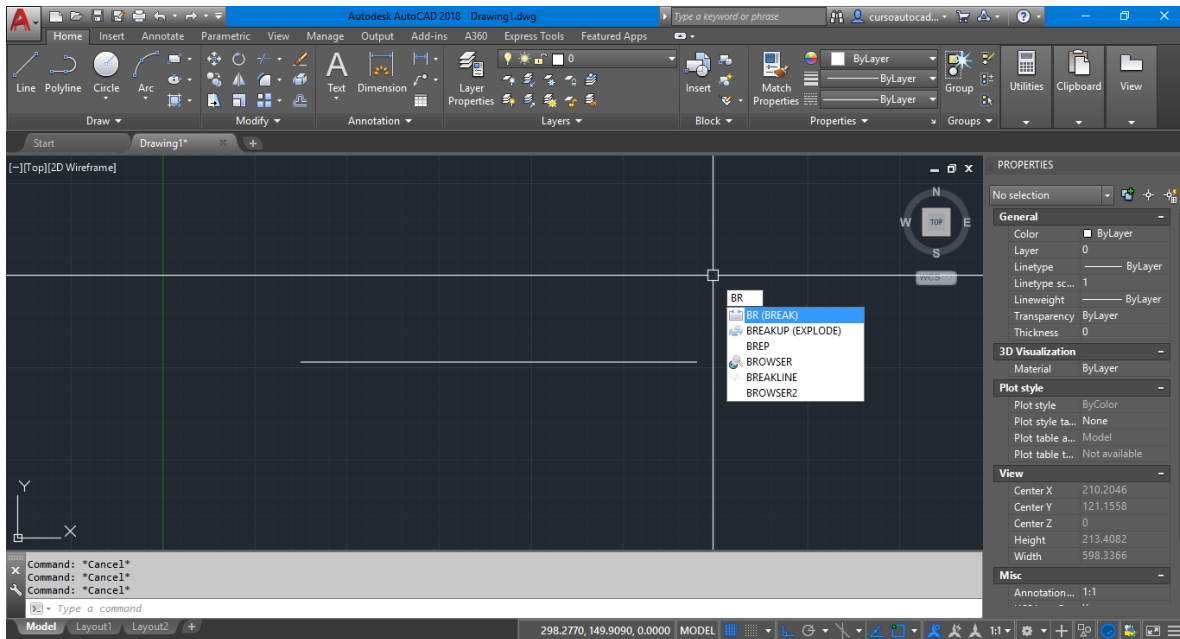 Autodesk AutoCAD 2018 Drawing1.dwg
Type a keyword or phrase
cursoautocad...
Home Insert Annotate Parametric View Manage Output Add-ins A360 Express Tools Featured Apps
0
ByLayer
ByLayer
ByLayer
Line Polyline Circle Arc
Text Dimension
Layer Properties
Insert
Match Properties
Group
Utilities Clipboard View
Draw Modify Annotation Layers Block Properties Groups
Start Drawing1*
[−][Top][2D Wireframe]
N
W TOP E
S
WCS
BR
BR (BREAK)
BREAKUP (EXPLODE)
BREP
BROWSER
BREAKLINE
BROWSER2
Y
X
PROPERTIES
No selection
General
Color ByLayer
Layer 0
Linetype ByLayer
Linetype sc... 1
Lineweight ByLayer
Transparency ByLayer
Thickness 0
3D Visualization
Material ByLayer
Plot style
Plot style ByColor
Plot style ta... None
Plot table a... Model
Plot table t... Not available
View
Center X 210.2046
Center Y 121.1558
Center Z 0
Height 213.4082
Width 598.3366
Misc
Annotation... 1:1
Command: *Cancel*
Command: *Cancel*
Command: *Cancel*
Type a command
Model Layout1 Layout2 +
298.2770, 149.9090, 0.0000 MODEL 1:1